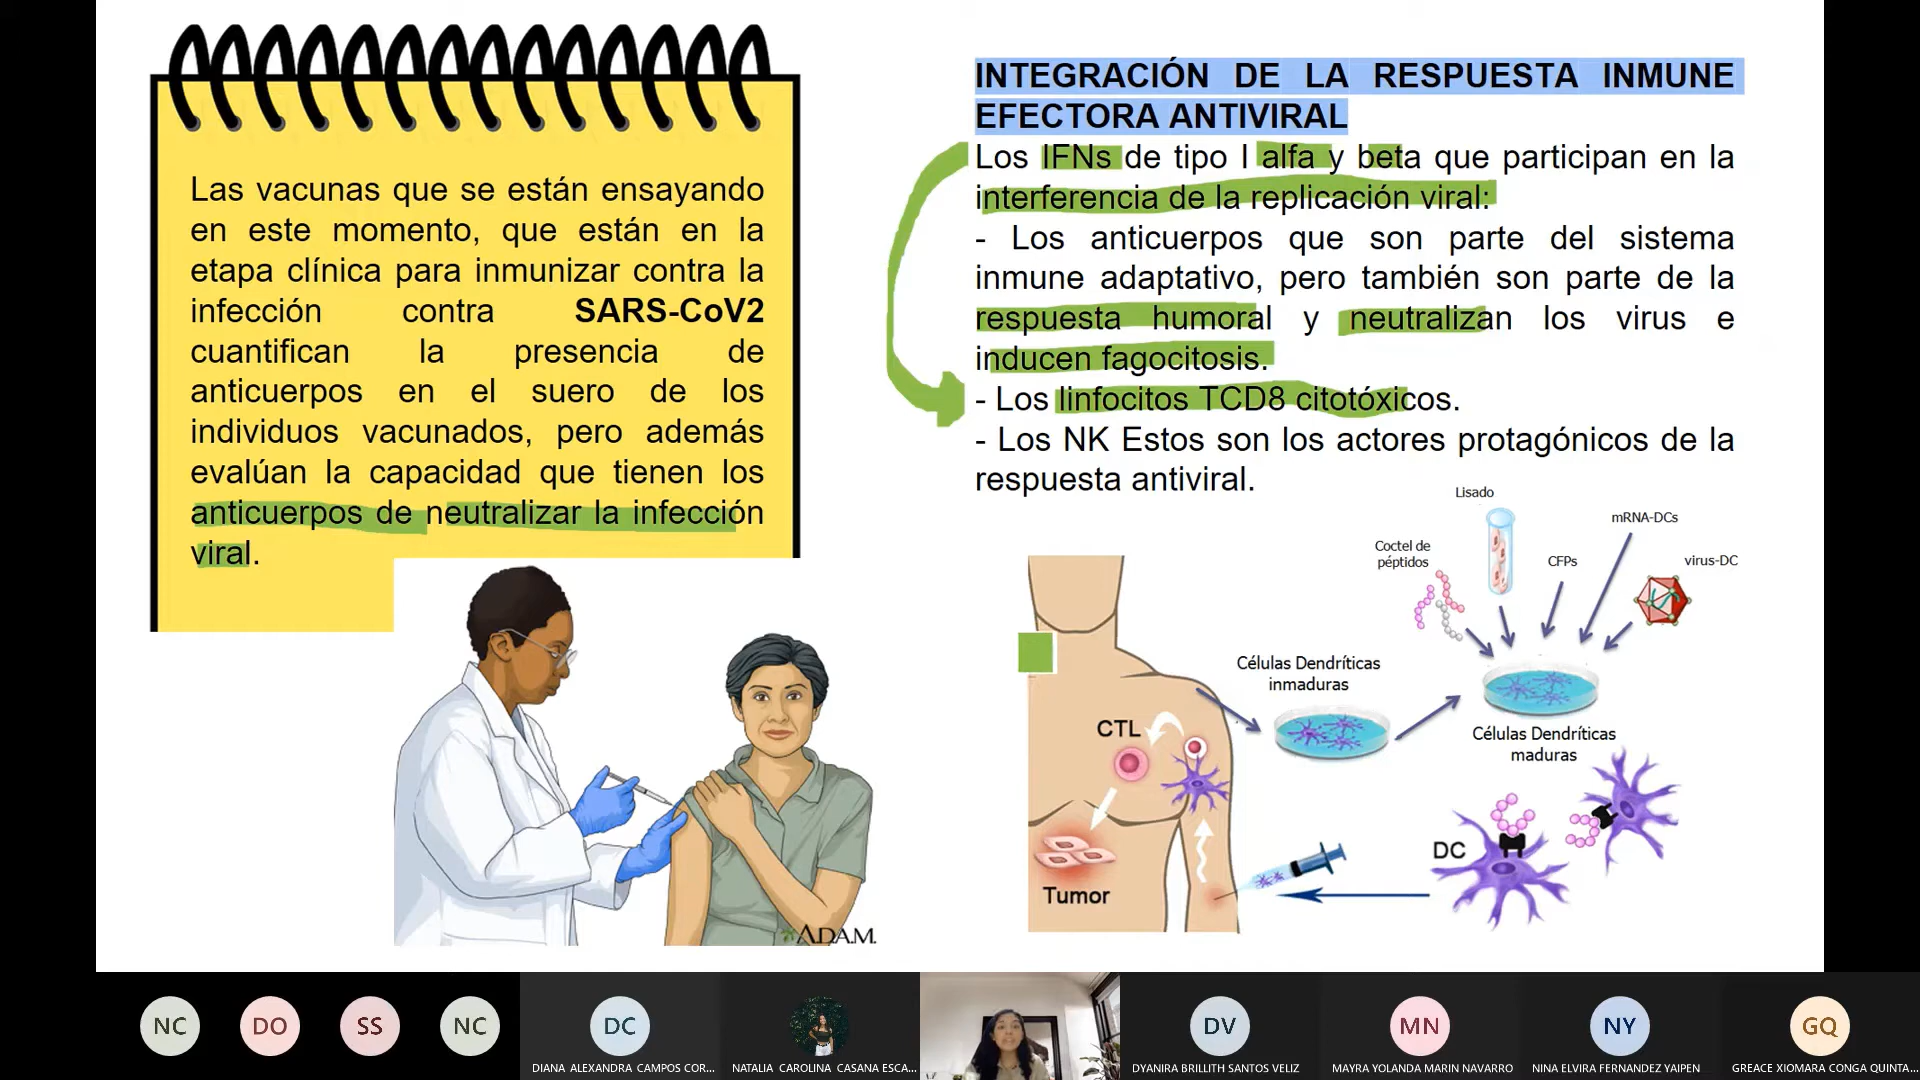 Las vacunas que se están ensayando
en este momento, que están en la
etapa clínica para inmunizar contra la
infección contra SARS-CoV2
cuantifican la presencia de
anticuerpos en el suero de los
individuos vacunados, pero además
evalúan la capacidad que tienen los
anticuerpos de neutralizar la infección
viral.
A.D.A.M.
INTEGRACIÓN DE LA RESPUESTA INMUNE
EFECTORA ANTIVIRAL
Los IFNs de tipo I alfa y beta que participan en la
interferencia de la replicación viral:
- Los anticuerpos que son parte del sistema
inmune adaptativo, pero también son parte de la
respuesta humoral y neutralizan los virus e
inducen fagocitosis.
- Los linfocitos TCD8 citotóxicos.
- Los NK Estos son los actores protagónicos de la
respuesta antiviral.
Lisado
mRNA-DCs
Coctel de
péptidos
CFPs
virus-DC
Células Dendríticas
inmaduras
Células Dendríticas
maduras
CTL
DC
Tumor
NC
DO
SS
NC
DC
DV
MN
NY
GQ
DIANA ALEXANDRA CAMPOS COR...
NATALIA CAROLINA CASANA ESCA...
DYANIRA BRILLITH SANTOS VELIZ
MAYRA YOLANDA MARIN NAVARRO
NINA ELVIRA FERNANDEZ YAIPEN
GREACE XIOMARA CONGA QUINTA...